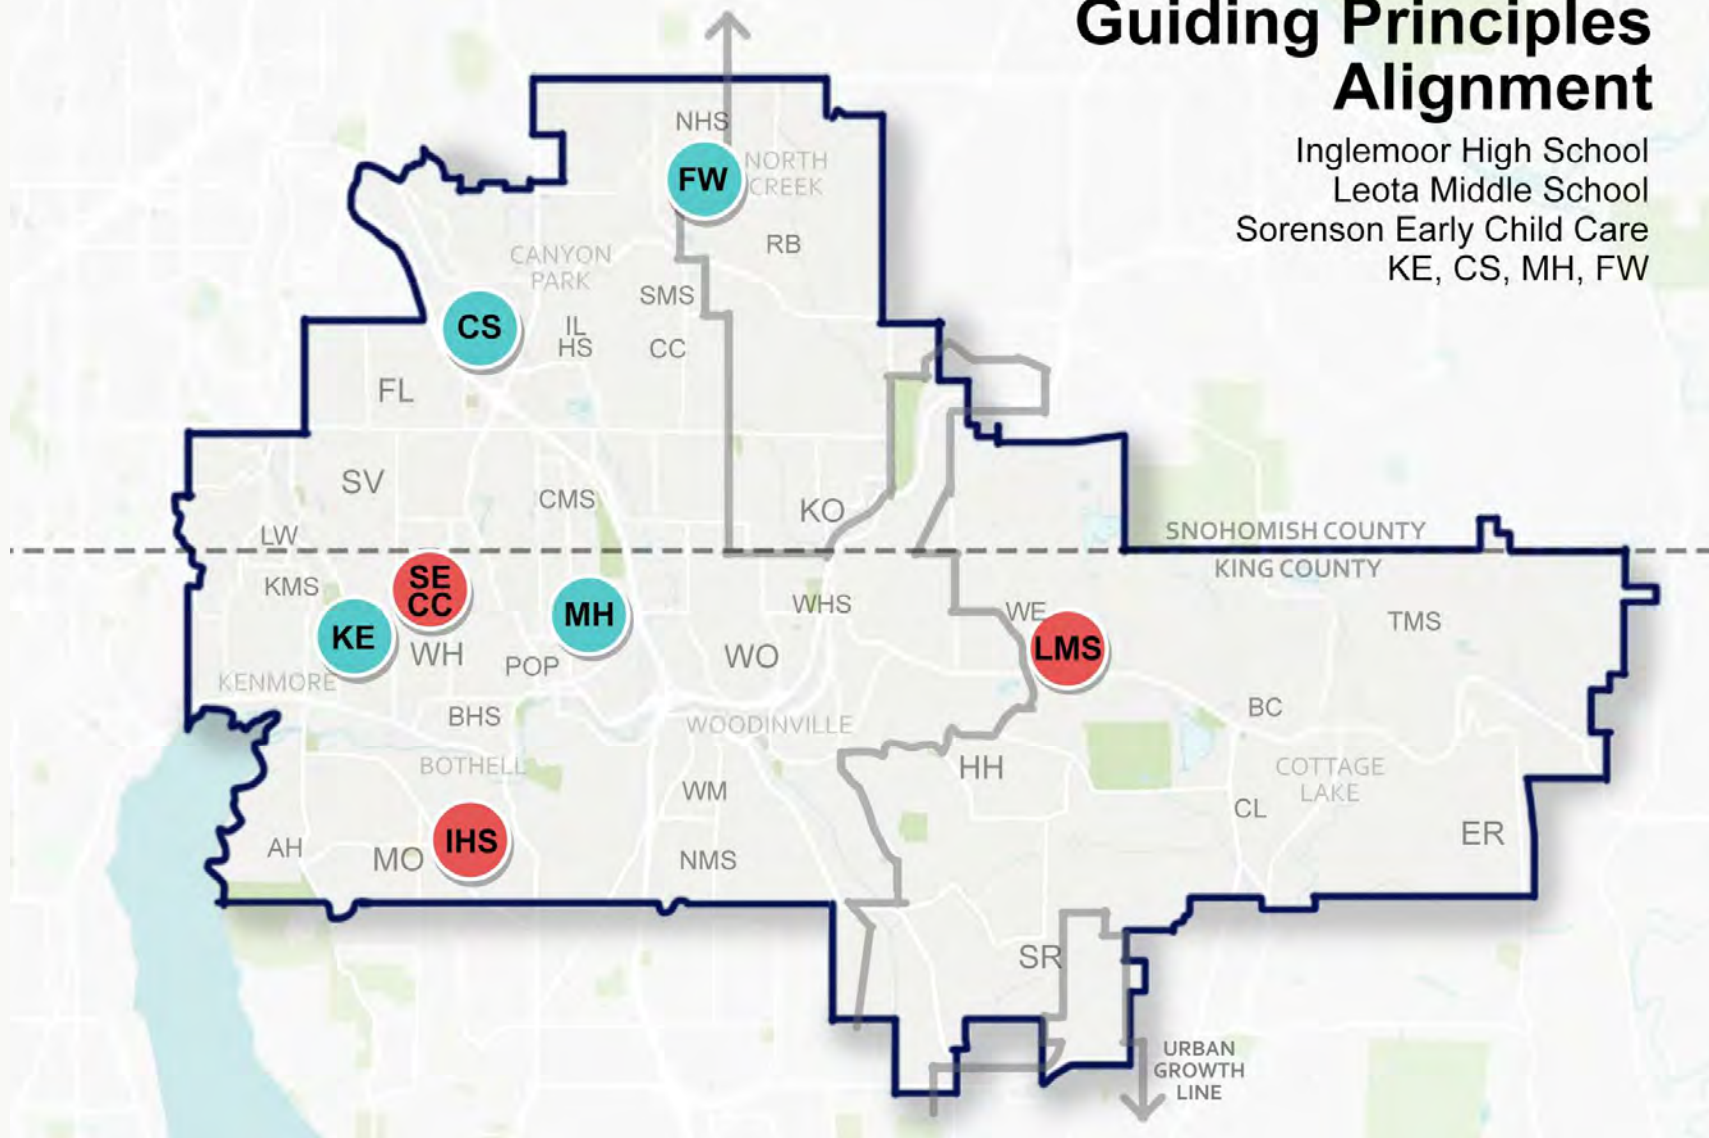 Guiding Principles
Alignment
Inglemoor High School
Leota Middle School
Sorenson Early Child Care
KE, CS, MH, FW
NHS
FW
NORTH
CREEK
RB
CANYON
PARK
SMS
CS
IL
HS
CC
FL
SV
CMS
KO
LW
SNOHOMISH COUNTY
KING COUNTY
KMS
SE
CC
MH
WHS
WE
TMS
KE
WH
POP
WO
LMS
KENMORE
BHS
WOODINVILLE
BC
BOTHELL
HH
COTTAGE
LAKE
WM
CL
AH
MO
IHS
NMS
ER
SR
URBAN
GROWTH
LINE